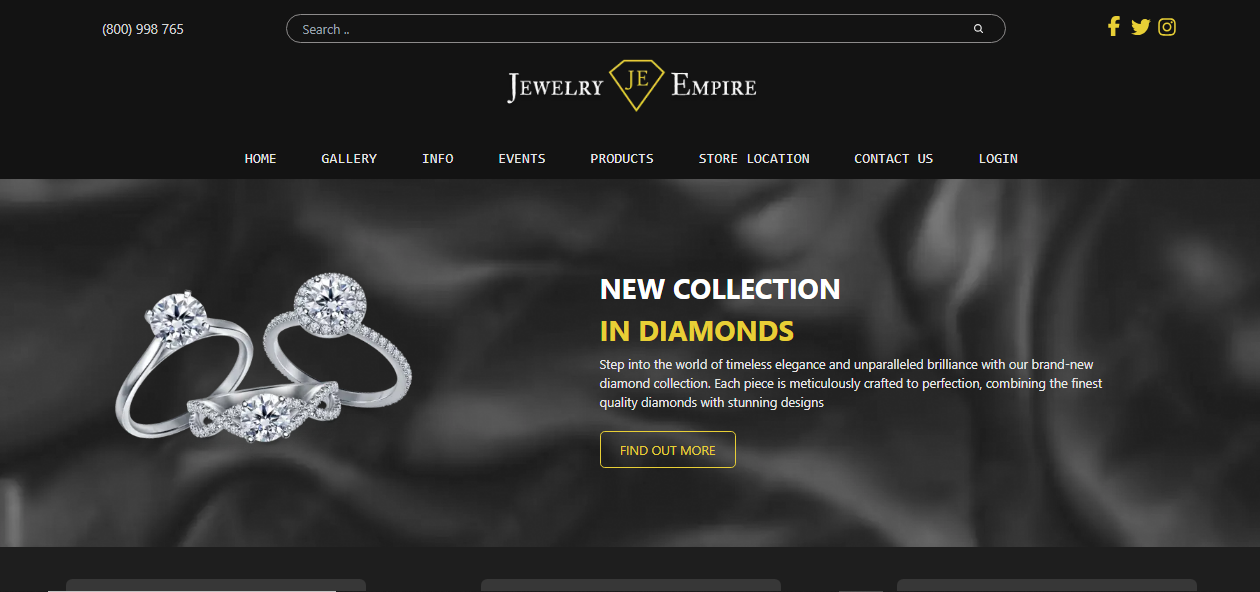 (800) 998 765
Search ..
JEWELRY JE EMPIRE
HOME GALLERY INFO EVENTS PRODUCTS STORE LOCATION CONTACT US LOGIN
NEW COLLECTION
IN DIAMONDS
Step into the world of timeless elegance and unparalleled brilliance with our brand-new
diamond collection. Each piece is meticulously crafted to perfection, combining the finest
quality diamonds with stunning designs
FIND OUT MORE